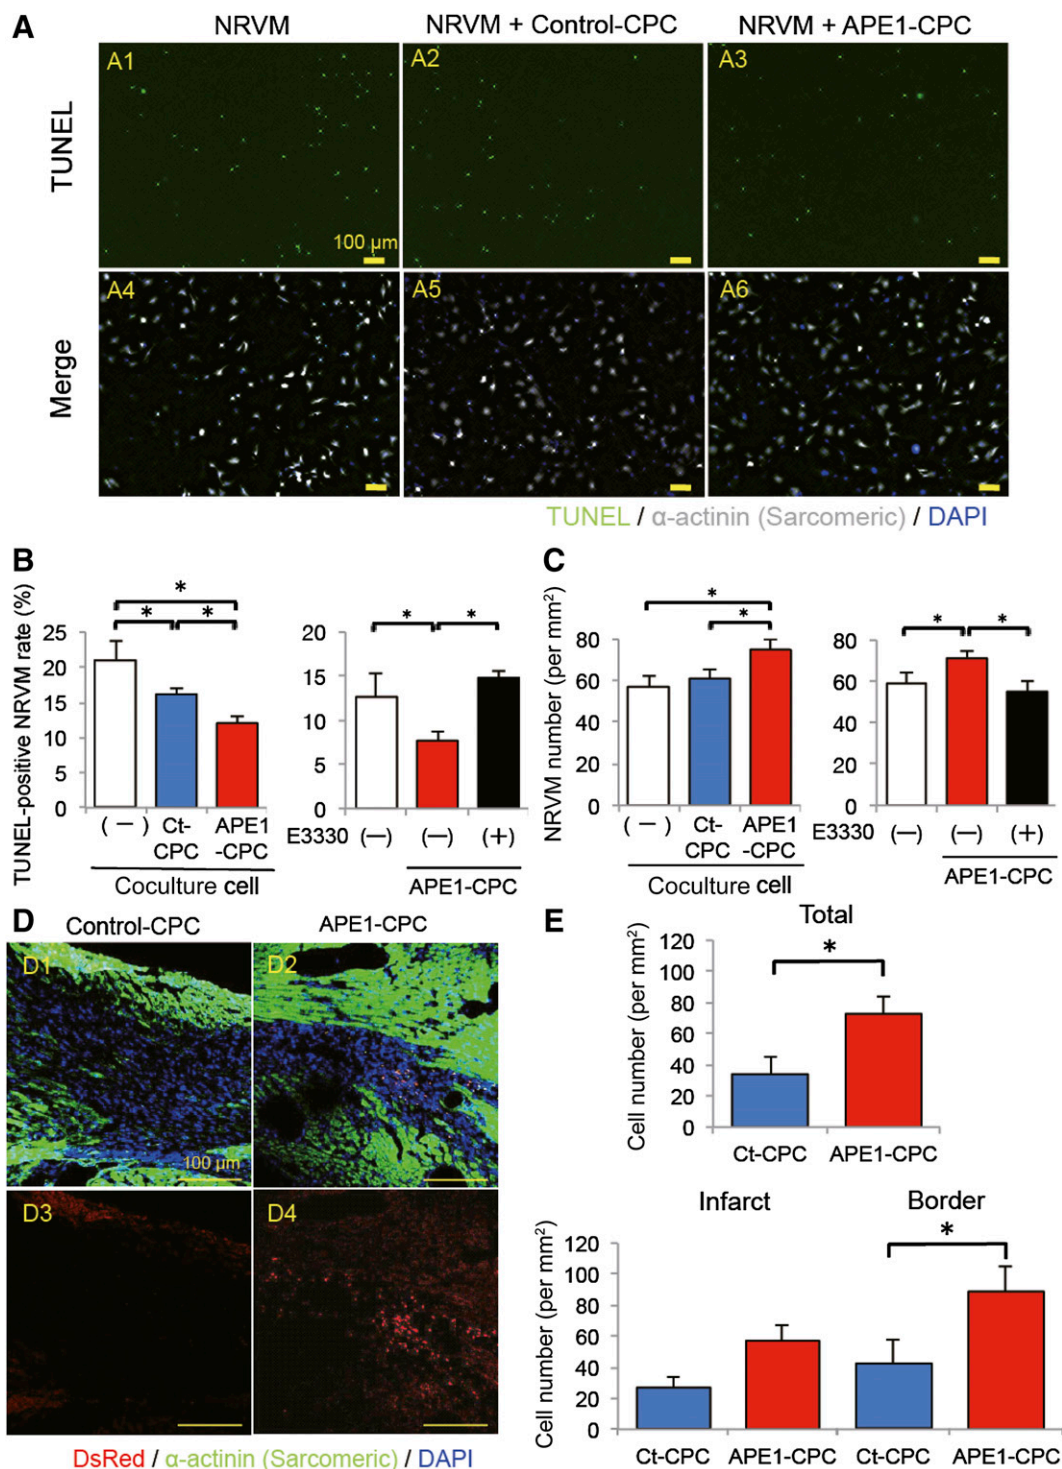 A
NRVM
NRVM + Control-CPC
NRVM + APE1-CPC
TUNEL
A1
A2
A3
100 µm
Merge
A4
A5
A6
TUNEL / α-actinin (Sarcomeric) / DAPI
B
TUNEL-positive NRVM rate (%)
*
* *
25
20
15
10
5
0
(—) Ct-CPC APE1-CPC
Coculture cell
* *
20
15
10
5
0
E3330 (—) (—) (+)
APE1-CPC
C
NRVM number (per mm²)
*
*
80
60
40
20
0
(—) Ct-CPC APE1-CPC
Coculture cell
* *
80
60
40
20
0
E3330 (—) (—) (+)
APE1-CPC
D
Control-CPC
APE1-CPC
D1
D2
100 µm
D3
D4
DsRed / α-actinin (Sarcomeric) / DAPI
E
Total
Cell number (per mm²)
*
120
100
80
60
40
20
0
Ct-CPC APE1-CPC
Infarct Border
Cell number (per mm²)
*
120
100
80
60
40
20
0
Ct-CPC APE1-CPC Ct-CPC APE1-CPC